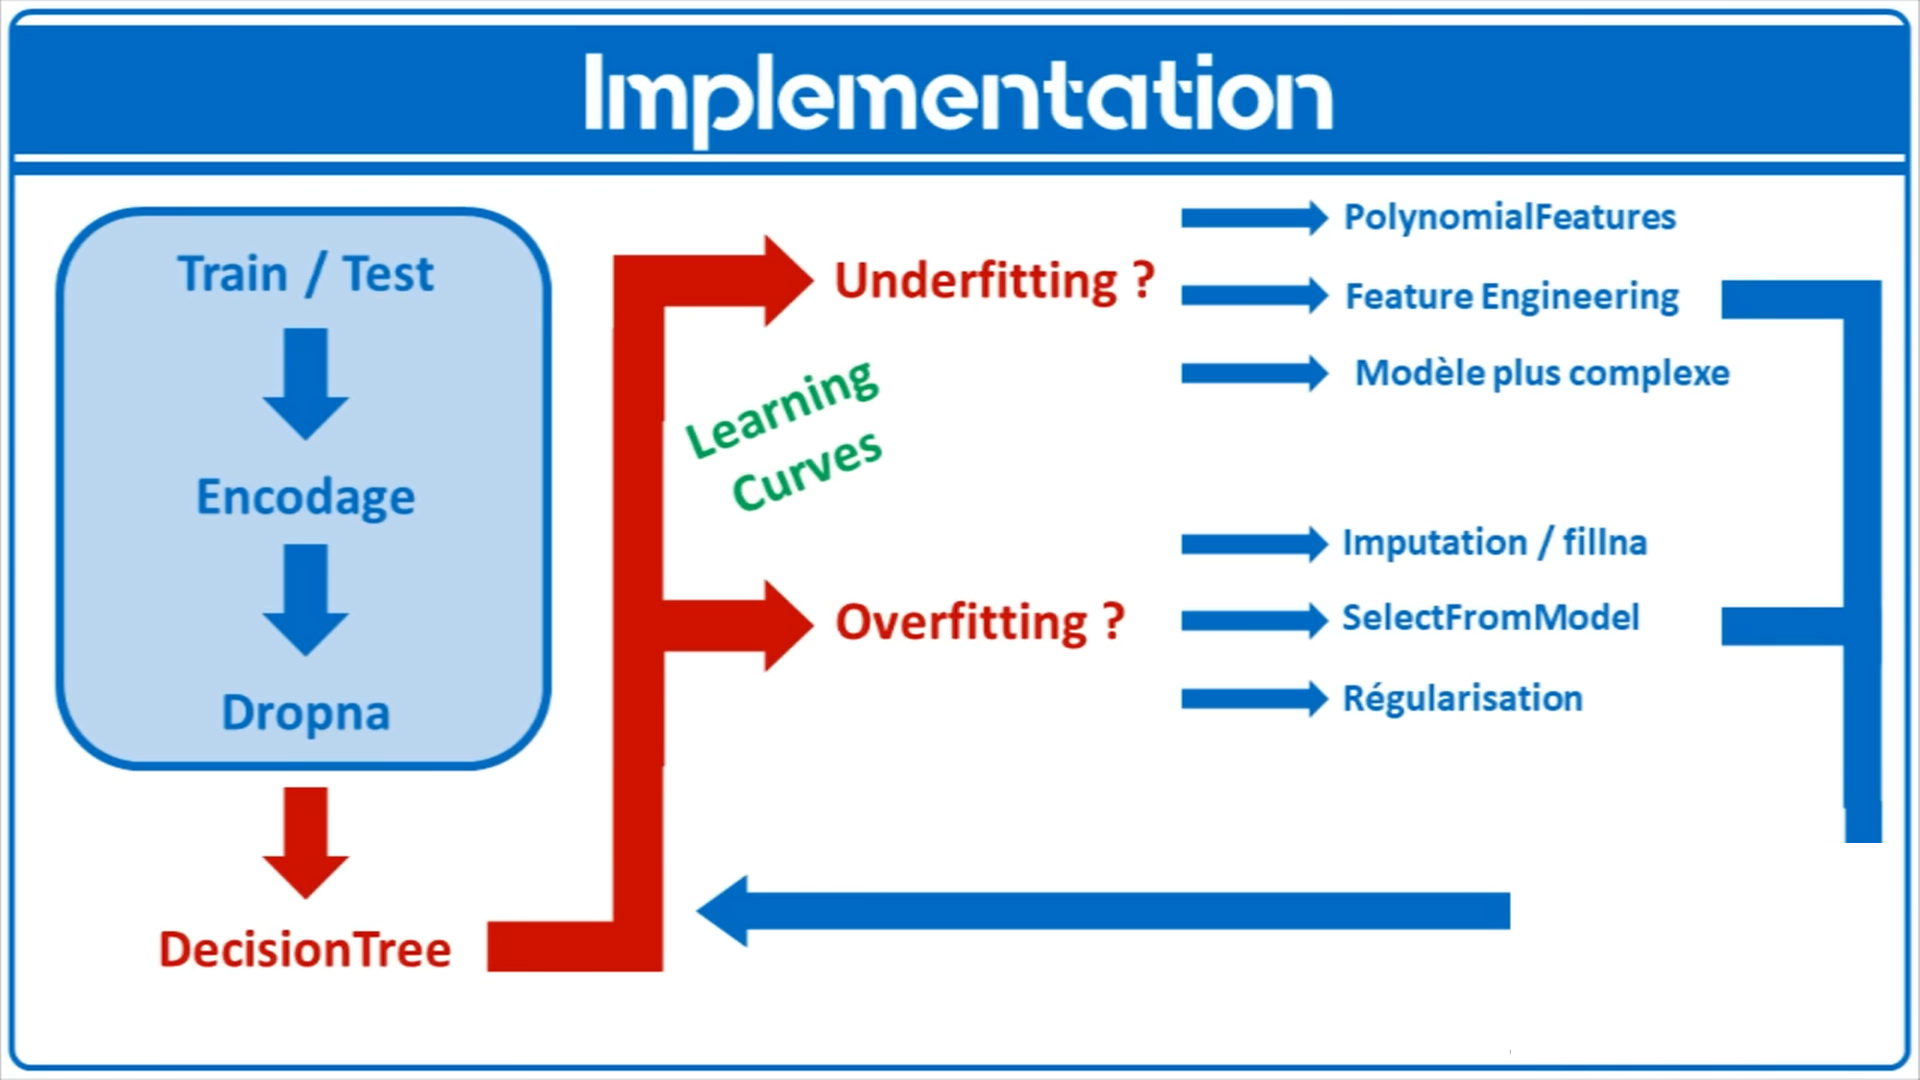 Implementation
Train / Test
Encodage
Dropna
DecisionTree
Learning
Curves
Underfitting ?
PolynomialFeatures
Feature Engineering
Modèle plus complexe
Overfitting ?
Imputation / fillna
SelectFromModel
Régularisation